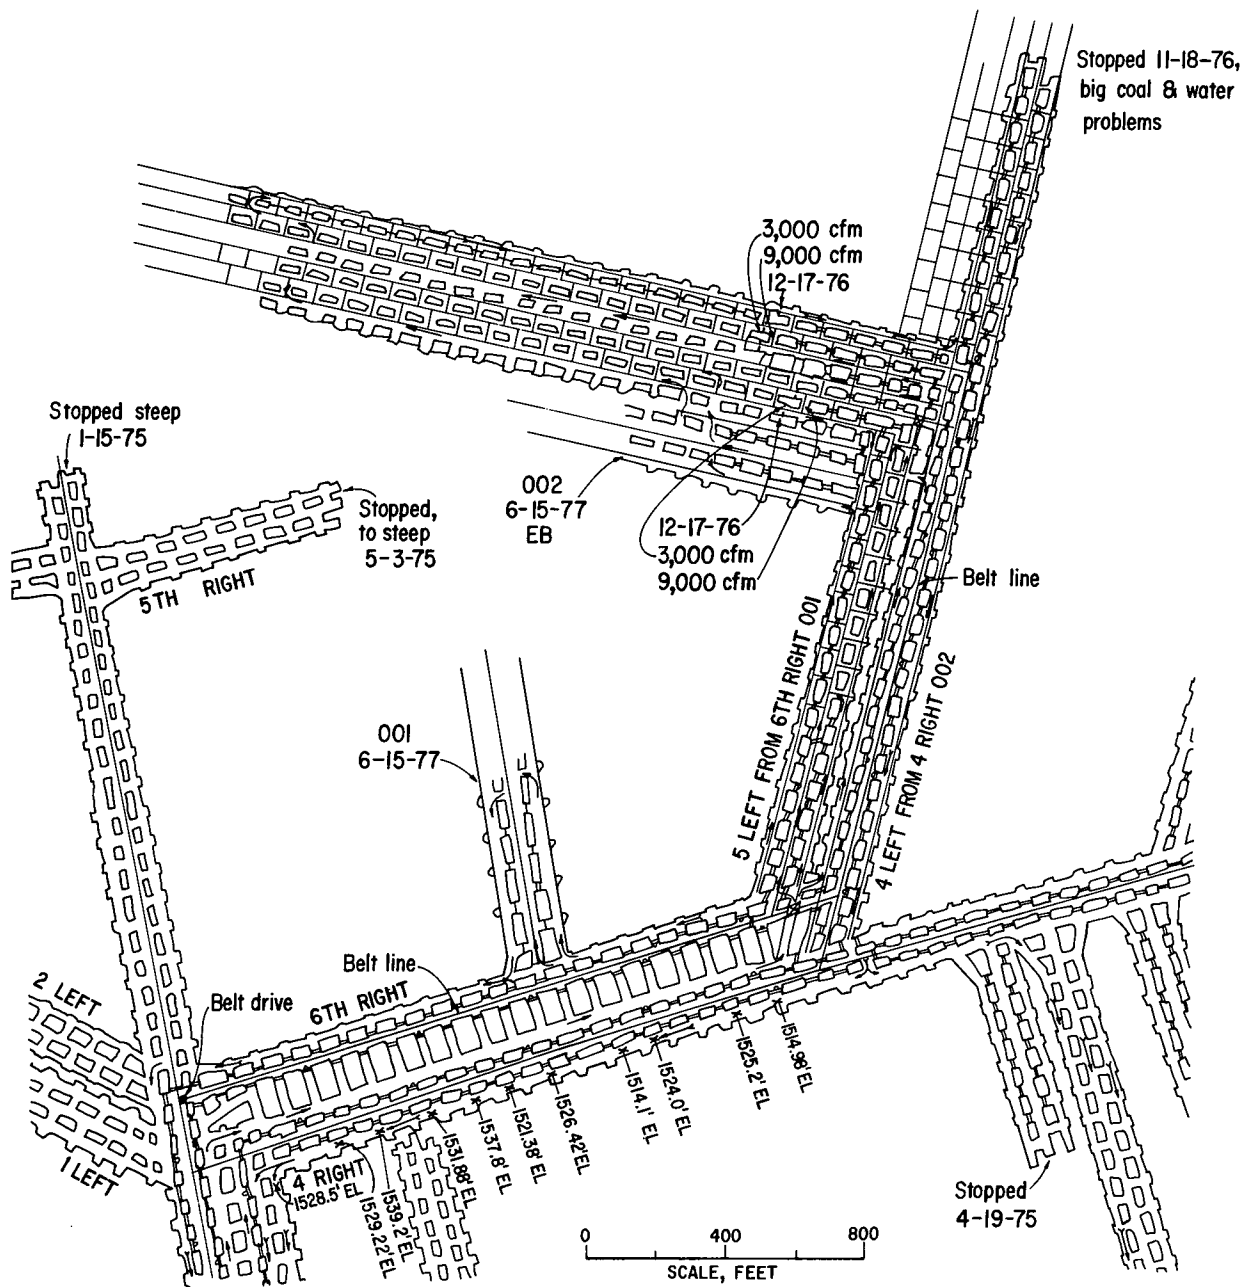 Stopped 11-18-76,
big coal & water
problems
3,000 cfm
9,000 cfm
12-17-76
Stopped steep
1-15-75
Stopped,
to steep
5-3-75
5TH RIGHT
002
6-15-77
EB
12-17-76
3,000 cfm
9,000 cfm
Belt line
5 LEFT FROM 6TH RIGHT 001
4 LEFT FROM 4 RIGHT 002
001
6-15-77
Belt line
6TH RIGHT
Belt drive
2 LEFT
1 LEFT
4 RIGHT
1528.5' EL
1529.22' EL
1539.2' EL
1531.88' EL
1537.8' EL
1521.38' EL
1526.42' EL
1514.1' EL
1524.0' EL
1525.2' EL
1514.98' EL
Stopped
4-19-75
0 400 800
SCALE, FEET